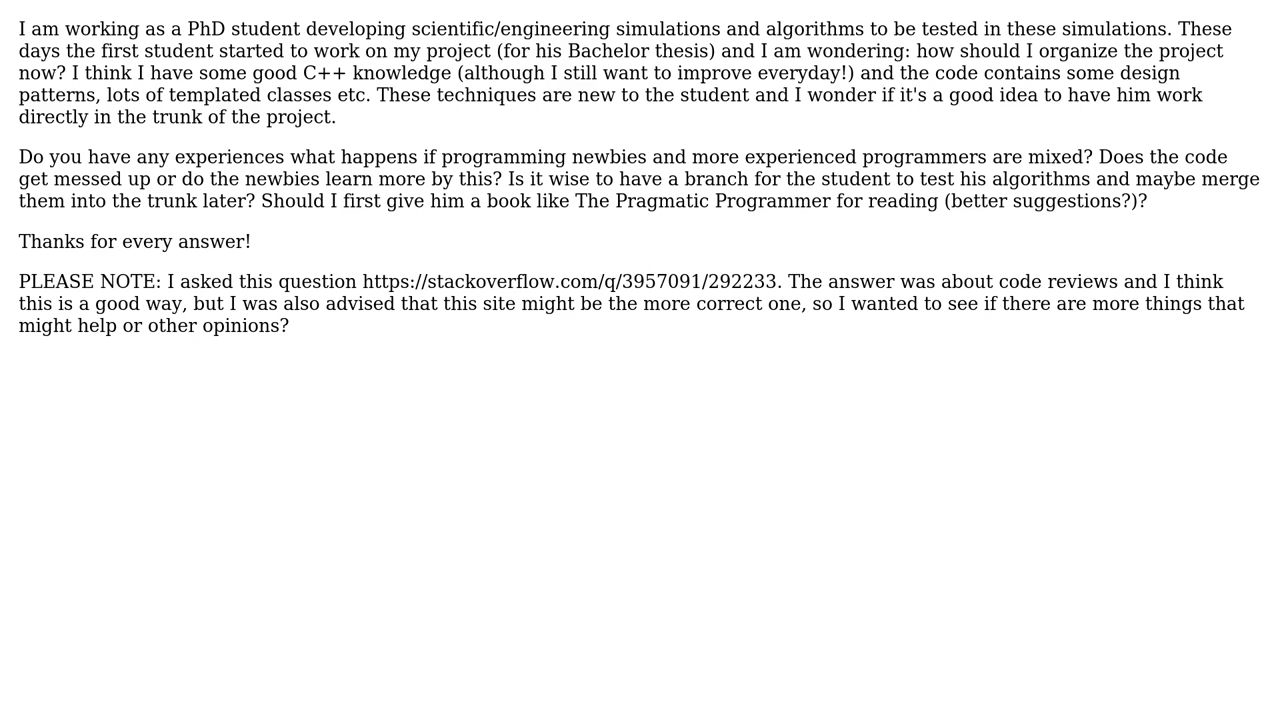 I am working as a PhD student developing scientific/engineering simulations and algorithms to be tested in these simulations. These
days the first student started to work on my project (for his Bachelor thesis) and I am wondering: how should I organize the project
now? I think I have some good C++ knowledge (although I still want to improve everyday!) and the code contains some design
patterns, lots of templated classes etc. These techniques are new to the student and I wonder if it's a good idea to have him work
directly in the trunk of the project.
Do you have any experiences what happens if programming newbies and more experienced programmers are mixed? Does the code
get messed up or do the newbies learn more by this? Is it wise to have a branch for the student to test his algorithms and maybe merge
them into the trunk later? Should I first give him a book like The Pragmatic Programmer for reading (better suggestions?)?
Thanks for every answer!
PLEASE NOTE: I asked this question https://stackoverflow.com/q/3957091/292233. The answer was about code reviews and I think
this is a good way, but I was also advised that this site might be the more correct one, so I wanted to see if there are more things that
might help or other opinions?